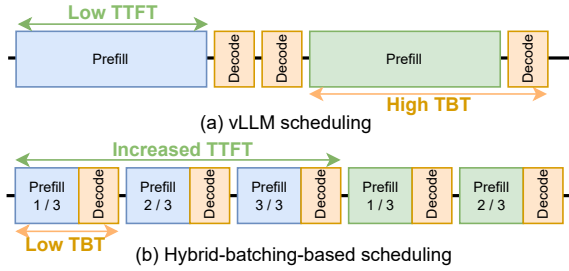 Low TTFT
Prefill
Decode
Decode
Prefill
Decode
High TBT
(a) vLLM scheduling
Increased TTFT
Prefill
1 / 3
Decode
Prefill
2 / 3
Decode
Prefill
3 / 3
Decode
Prefill
1 / 3
Decode
Prefill
2 / 3
Decode
Low TBT
(b) Hybrid-batching-based scheduling